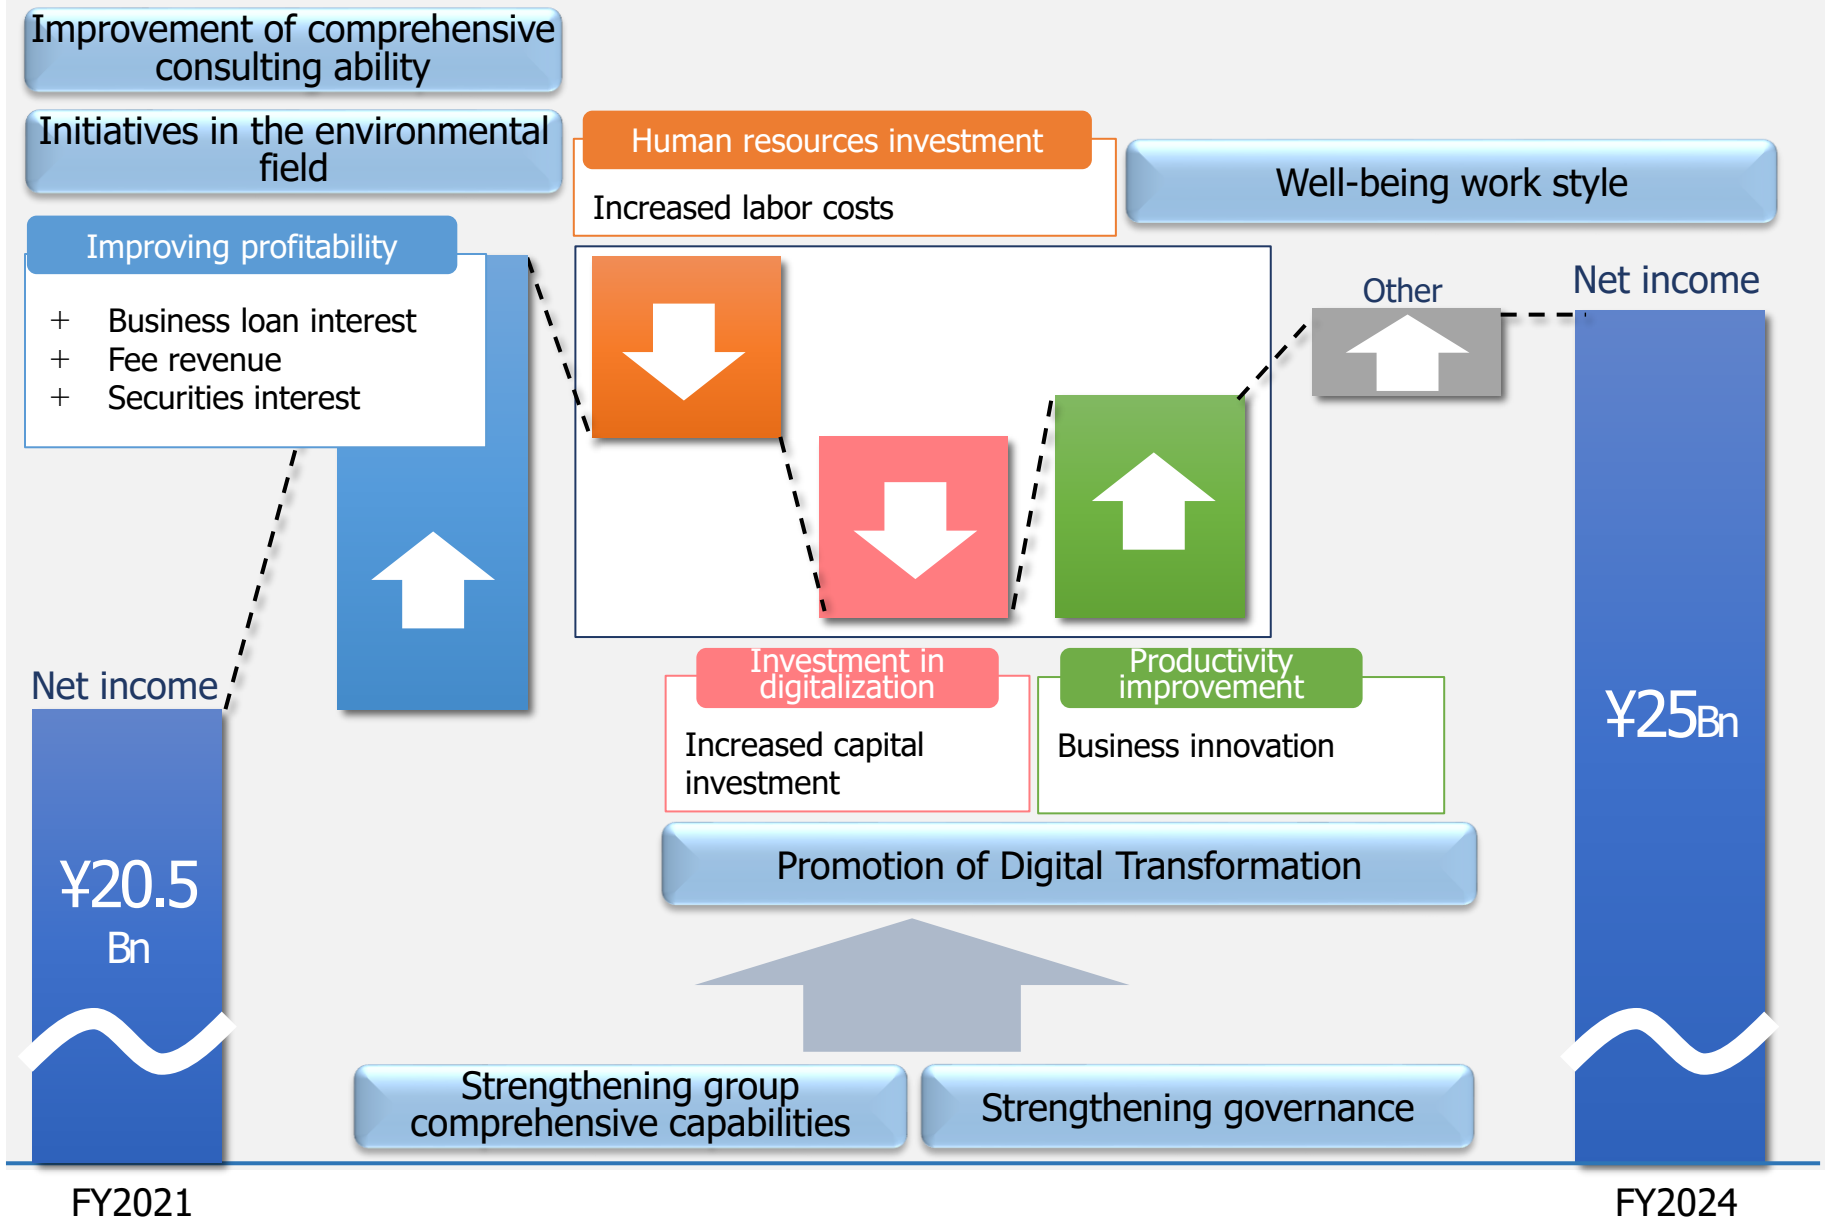 Improvement of comprehensive
consulting ability
Initiatives in the environmental
field
Human resources investment
Increased labor costs
Well-being work style
Improving profitability
+ Business loan interest
+ Fee revenue
+ Securities interest
Other
Net income
Net income
¥20.5
Bn
Investment in
digitalization
Increased capital
investment
Productivity
improvement
Business innovation
¥25Bn
Promotion of Digital Transformation
Strengthening group
comprehensive capabilities
Strengthening governance
FY2021
FY2024